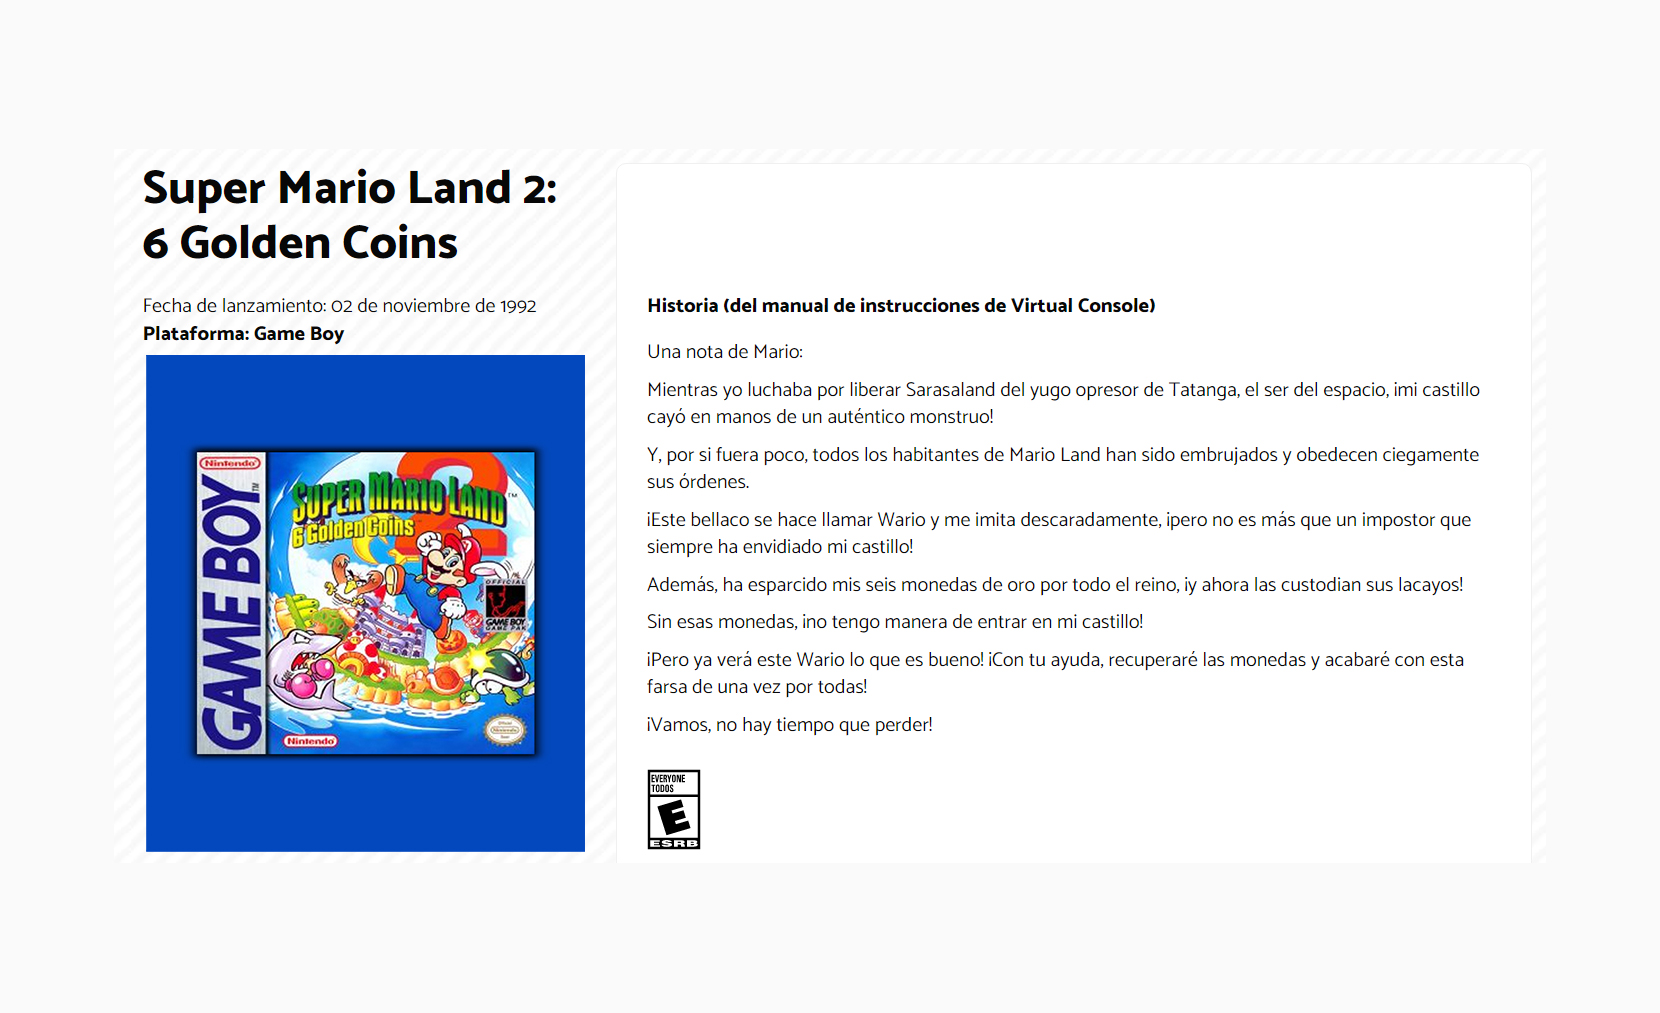 Super Mario Land 2:
6 Golden Coins
Fecha de lanzamiento: 02 de noviembre de 1992
Plataforma: Game Boy
Nintendo
GAME BOY
TM
2
SUPER MARIO LAND
TM
6 Golden Coins
OFFICIAL
GAME BOY
GAME PAK
Nintendo
Official
Nintendo
Seal
Historia (del manual de instrucciones de Virtual Console)
Una nota de Mario:
Mientras yo luchaba por liberar Sarasaland del yugo opresor de Tatanga, el ser del espacio, ¡mi castillo
cayó en manos de un auténtico monstruo!
Y, por si fuera poco, todos los habitantes de Mario Land han sido embrujados y obedecen ciegamente
sus órdenes.
¡Este bellaco se hace llamar Wario y me imita descaradamente, ¡pero no es más que un impostor que
siempre ha envidiado mi castillo!
Además, ha esparcido mis seis monedas de oro por todo el reino, ¡y ahora las custodian sus lacayos!
Sin esas monedas, ¡no tengo manera de entrar en mi castillo!
¡Pero ya verá este Wario lo que es bueno! ¡Con tu ayuda, recuperaré las monedas y acabaré con esta
farsa de una vez por todas!
¡Vamos, no hay tiempo que perder!
EVERYONE
TODOS
E
ESRB